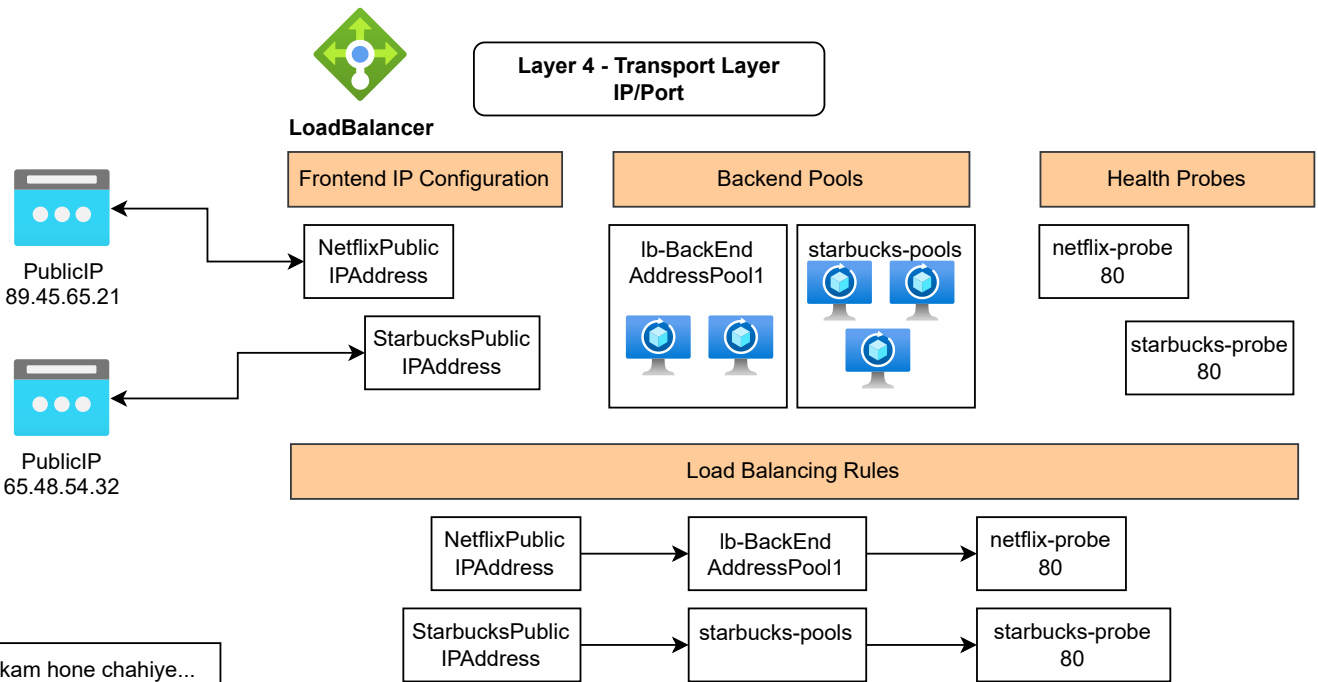 Layer 4 - Transport Layer
IP/Port
LoadBalancer
Frontend IP Configuration
Backend Pools
Health Probes
PublicIP
89.45.65.21
NetflixPublic
IPAddress
lb-BackEnd
AddressPool1
starbucks-pools
netflix-probe
80
StarbucksPublic
IPAddress
starbucks-probe
80
PublicIP
65.48.54.32
Load Balancing Rules
NetflixPublic
IPAddress
lb-BackEnd
AddressPool1
netflix-probe
80
StarbucksPublic
IPAddress
starbucks-pools
starbucks-probe
80
kam hone chahiye...